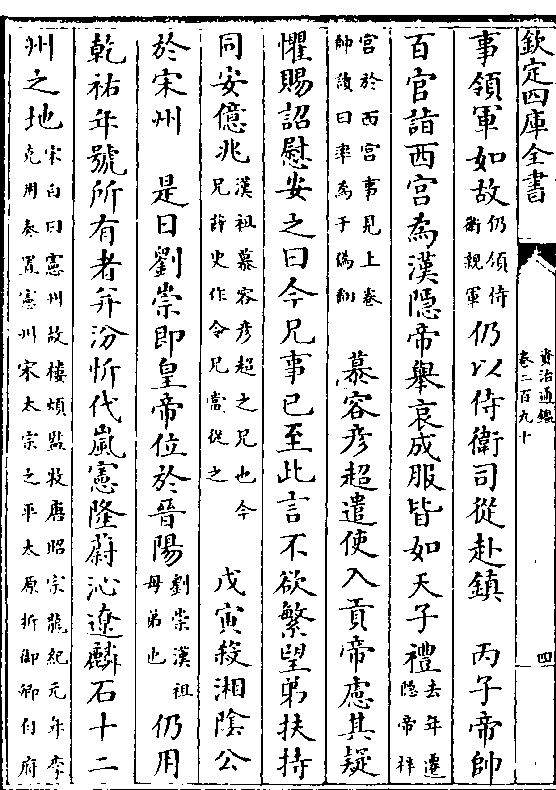 欽定四庫全書
資治通鑑
卷二百九十
四
事領軍如故仍領侍衛親軍仍以侍衛司從赴鎮　丙子帝帥
百官詣西宮為漢隱帝舉哀成服皆如天子禮去年遷隱帝梓
宮於西宮事見上卷帥讀曰率為于偽翻　慕容彦超遣使入貢帝慮其疑
懼賜詔慰安之曰今兄事已至此言不欲繁望弟扶持
同安億兆漢祖慕容彦超之兄也今兄薛史作令兄當從之　戊寅殺湘陰公
於宋州　是日劉崇即皇帝位於晉陽劉崇漢祖母弟也　仍用
乾祐年號所有者并汾忻代嵐憲隆蔚沁遼麟石十二
州之地宋白曰憲州故樓煩監牧唐昭宗龍紀元年李克用奏置憲州宋太宗之平太原折御卿自府